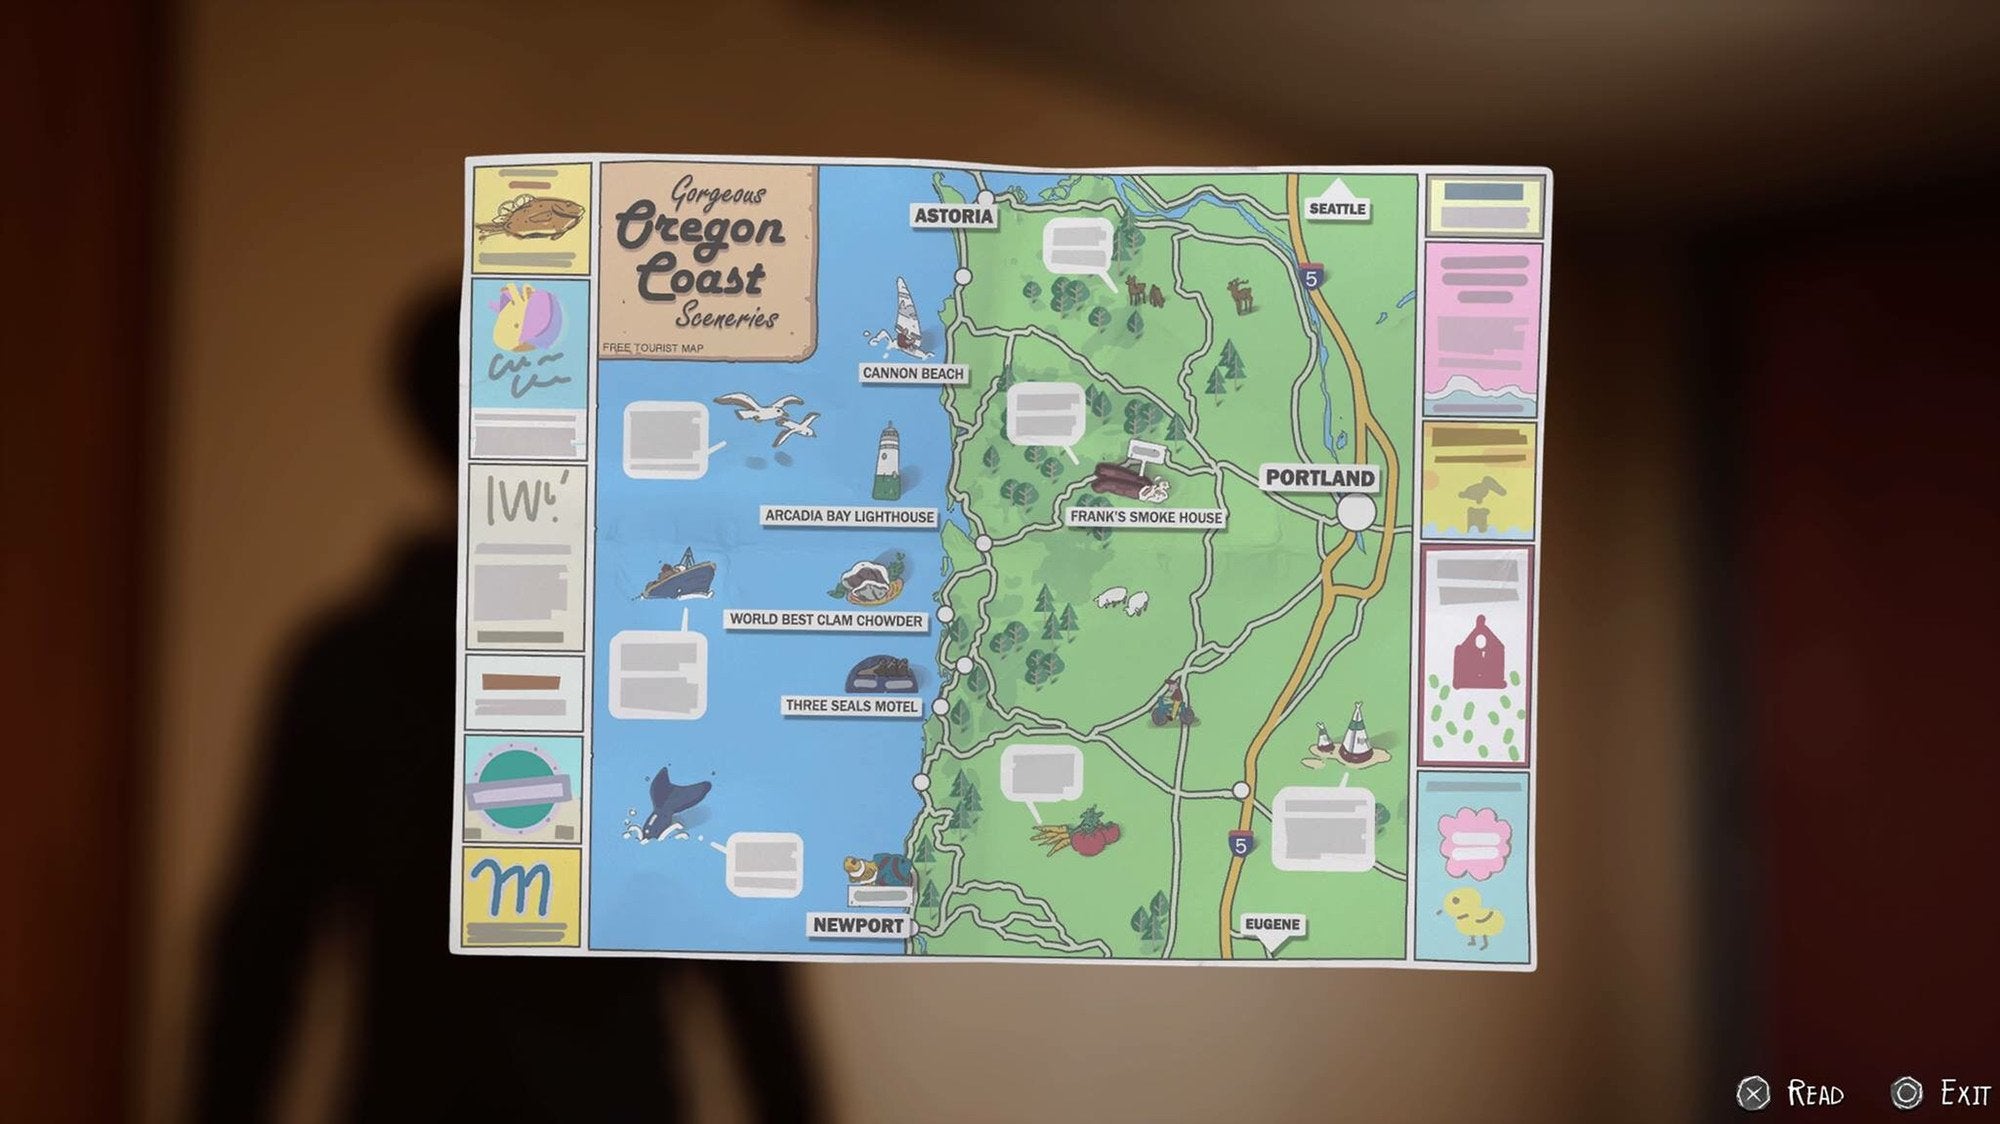 Gorgeous
Oregon
Coast
Sceneries
FREE TOURIST MAP
ASTORIA
SEATTLE
5
CANNON BEACH
PORTLAND
ARCADIA BAY LIGHTHOUSE
FRANK'S SMOKE HOUSE
WORLD BEST CLAM CHOWDER
THREE SEALS MOTEL
5
NEWPORT
EUGENE
IW!
m
READ
EXIT